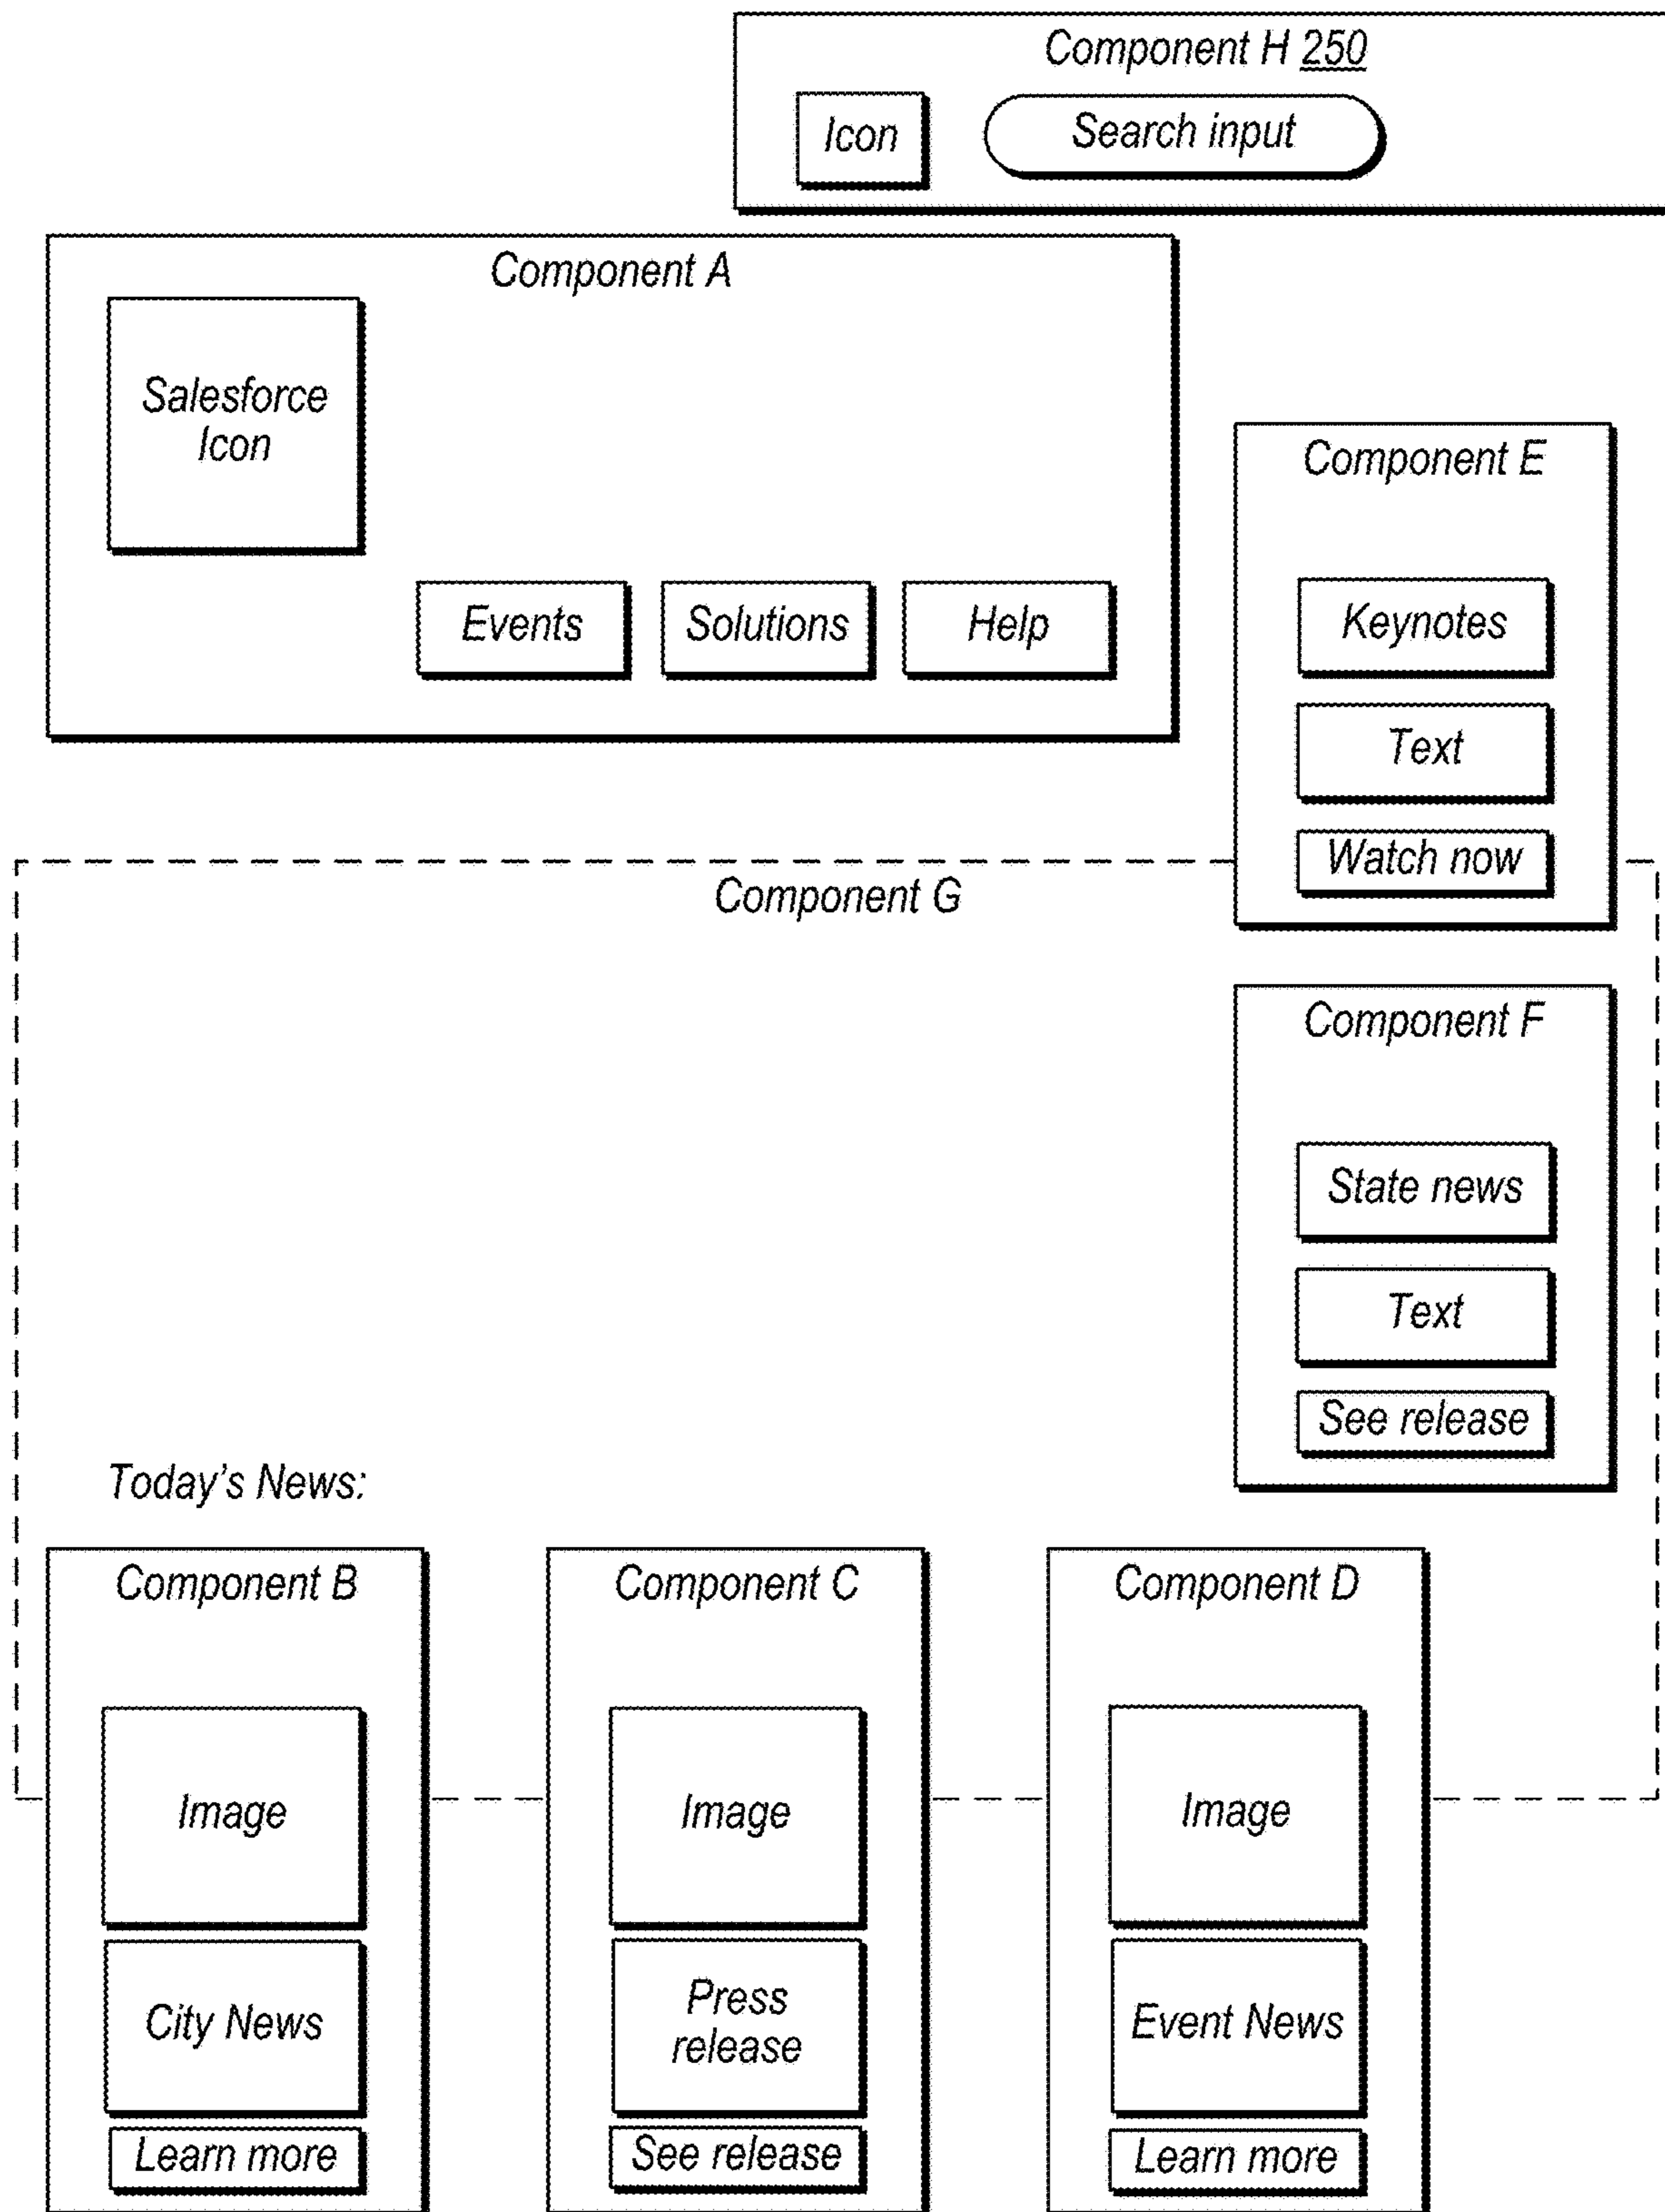 Component H 250
Icon
Search input
Component A
Salesforce
Icon
Events
Solutions
Help
Component E
Keynotes
Text
Watch now
Component G
Component F
State news
Text
See release
Today's News:
Component B
Image
City News
Learn more
Component C
Image
Press
release
See release
Component D
Image
Event News
Learn more